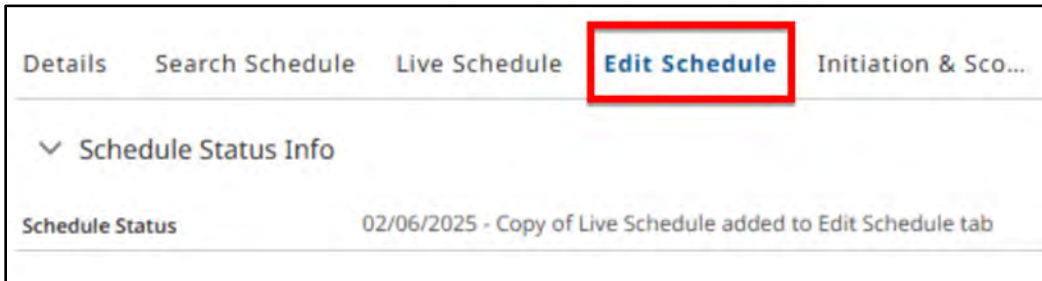 Details Search Schedule Live Schedule Edit Schedule Initiation & Sco...
Schedule Status Info
Schedule Status 02/06/2025 - Copy of Live Schedule added to Edit Schedule tab